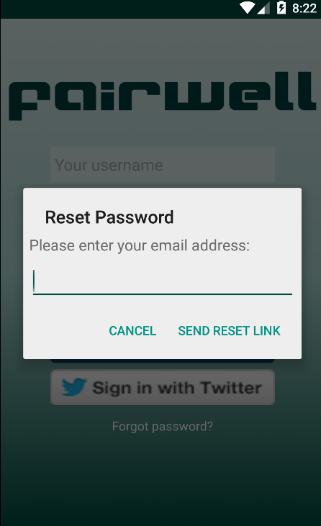 8:22
fairwell
Your username
Reset Password
Please enter your email address:
CANCEL SEND RESET LINK
Sign in with Twitter
Forgot password?